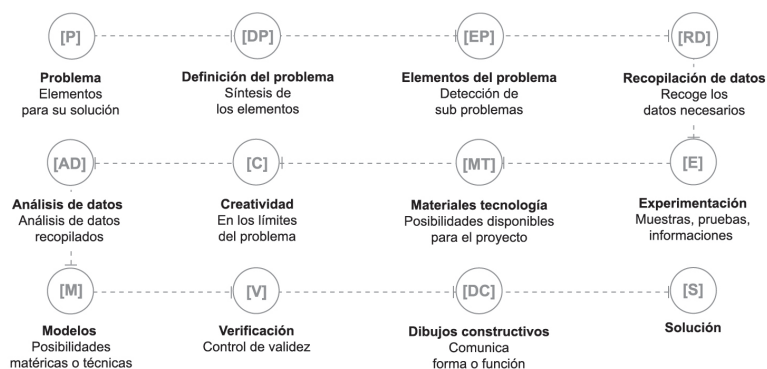 [P]
Problema
Elementos
para su solución
[DP]
Definición del problema
Síntesis de
los elementos
[EP]
Elementos del problema
Detección de
sub problemas
[RD]
Recopilación de datos
Recoge los
datos necesarios
[AD]
Análisis de datos
Análisis de datos
recopilados
[C]
Creatividad
En los límites
del problema
[MT]
Materiales tecnología
Posibilidades disponibles
para el proyecto
[E]
Experimentación
Muestras, pruebas,
informaciones
[M]
Modelos
Posibilidades
matéricas o técnicas
[V]
Verificación
Control de validez
[DC]
Dibujos constructivos
Comunica
forma o función
[S]
Solución